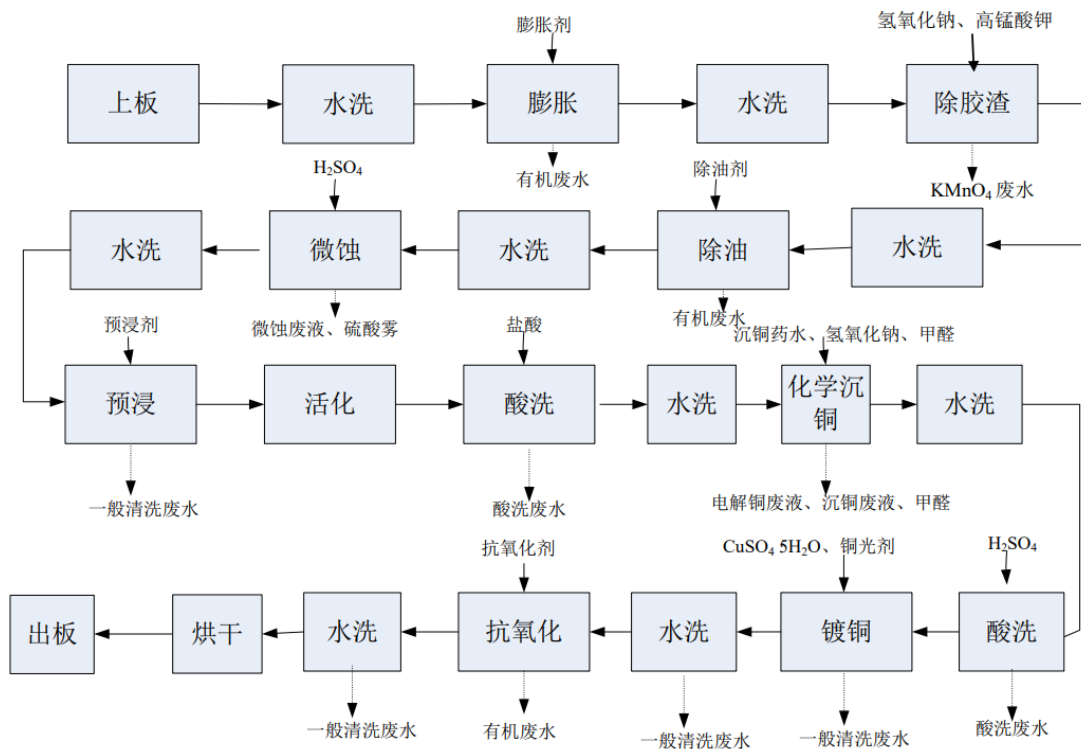 膨胀剂
氢氧化钠、高锰酸钾
上板
水洗
膨胀
水洗
除胶渣
有机废水
KMnO₄ 废水
H₂SO₄
除油剂
水洗
微蚀
水洗
除油
水洗
微蚀废液、硫酸雾
有机废水
预浸剂
盐酸
沉铜药水、氢氧化钠、甲醛
预浸
活化
酸洗
水洗
化学沉
铜
水洗
一般清洗废水
酸洗废水
电解铜废液、沉铜废液、甲醛
抗氧化剂
CuSO₄ 5H₂O、铜光剂
H₂SO₄
出板
烘干
水洗
抗氧化
水洗
镀铜
酸洗
一般清洗废水
有机废水
一般清洗废水
一般清洗废水
酸洗废水